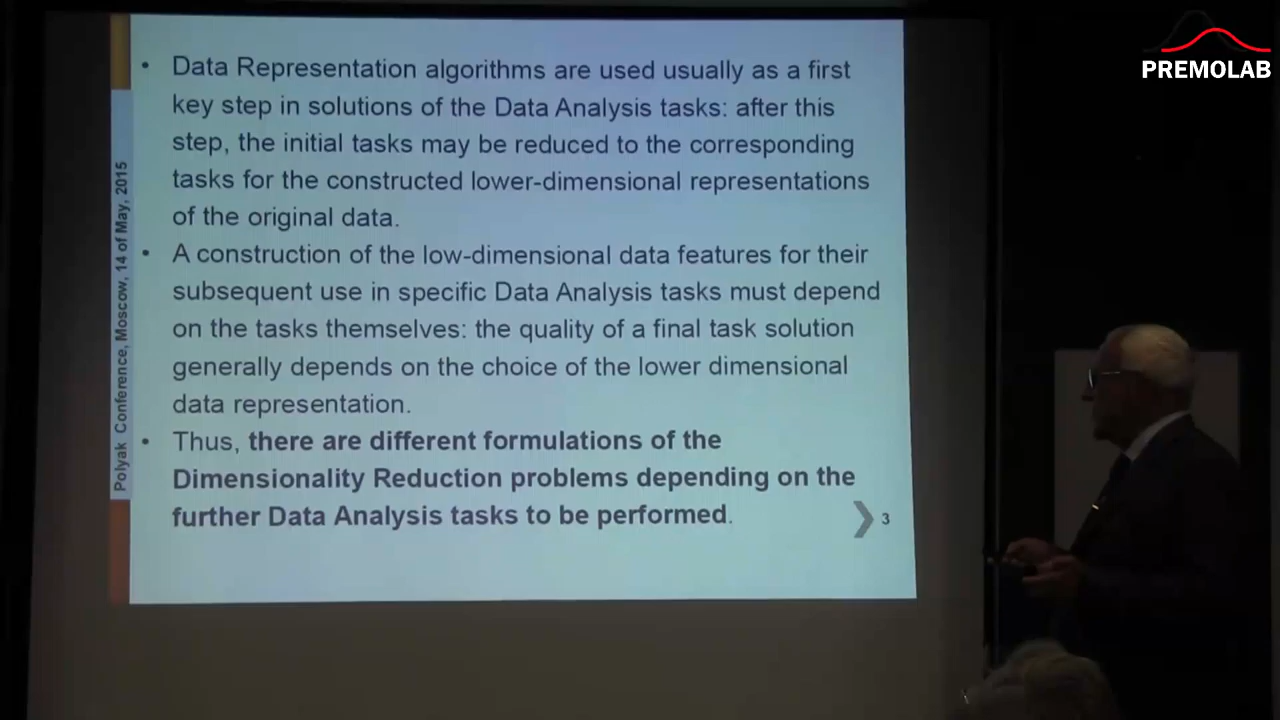 PREMOLAB
• Data Representation algorithms are used usually as a first
key step in solutions of the Data Analysis tasks: after this
step, the initial tasks may be reduced to the corresponding
tasks for the constructed lower-dimensional representations
of the original data.
• A construction of the low-dimensional data features for their
subsequent use in specific Data Analysis tasks must depend
on the tasks themselves: the quality of a final task solution
generally depends on the choice of the lower dimensional
data representation.
• Thus, there are different formulations of the
Dimensionality Reduction problems depending on the
further Data Analysis tasks to be performed.
3
Polyak Conference, Moscow, 14 of May, 2015